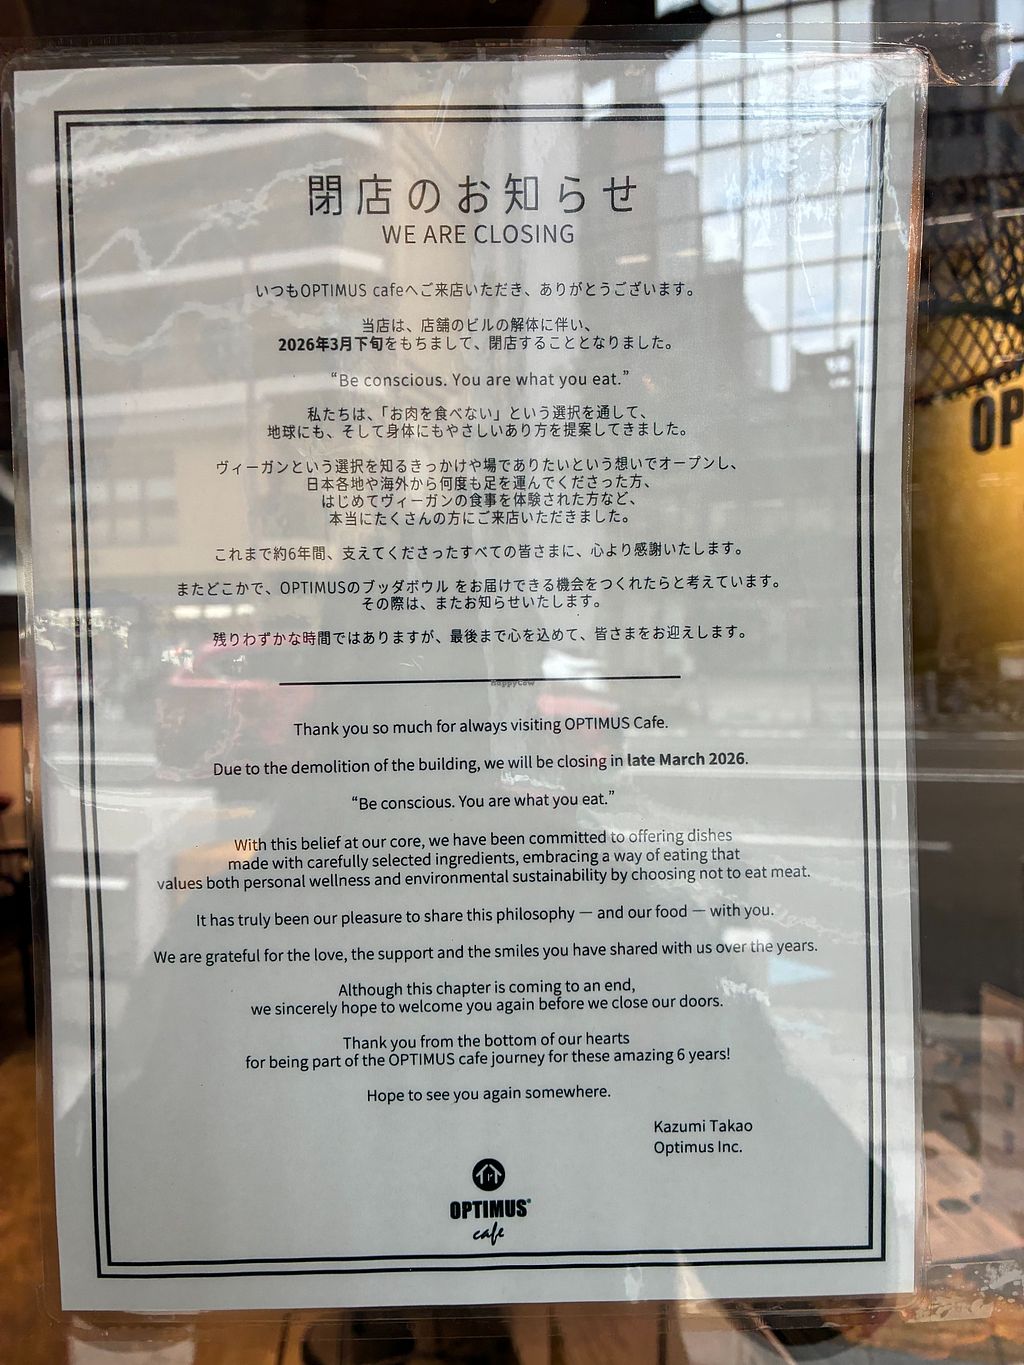 閉店のお知らせ
WE ARE CLOSING
いつもOPTIMUS cafeへご来店いただき、ありがとうございます。
当店は、店舗のビルの解体に伴い、
2026年3月下旬をもちまして、閉店することとなりました。
“Be conscious. You are what you eat.”
私たちは、「お肉を食べない」という選択を通して、
地球にも、そして身体にもやさしいあり方を提案してきました。
ヴィーガンという選択を知るきっかけや場でありたいという想いでオープンし、
日本各地や海外から何度も足を運んでくださった方、
はじめてヴィーガンの食事を体験された方など、
本当にたくさんの方にご来店いただきました。
これまで約6年間、支えてくださったすべての皆さまに、心より感謝いたします。
またどこかで、OPTIMUSのブッダボウル をお届けできる機会をつくれたらと考えています。
その際は、またお知らせいたします。
残りわずかな時間ではありますが、最後まで心を込めて、皆さまをお迎えします。
HappyCow
Thank you so much for always visiting OPTIMUS Cafe.
Due to the demolition of the building, we will be closing in late March 2026.
“Be conscious. You are what you eat.”
With this belief at our core, we have been committed to offering dishes
made with carefully selected ingredients, embracing a way of eating that
values both personal wellness and environmental sustainability by choosing not to eat meat.
It has truly been our pleasure to share this philosophy — and our food — with you.
We are grateful for the love, the support and the smiles you have shared with us over the years.
Although this chapter is coming to an end,
we sincerely hope to welcome you again before we close our doors.
Thank you from the bottom of our hearts
for being part of the OPTIMUS cafe journey for these amazing 6 years!
Hope to see you again somewhere.
Kazumi Takao
Optimus Inc.
OPTIMUS
cafe
OP